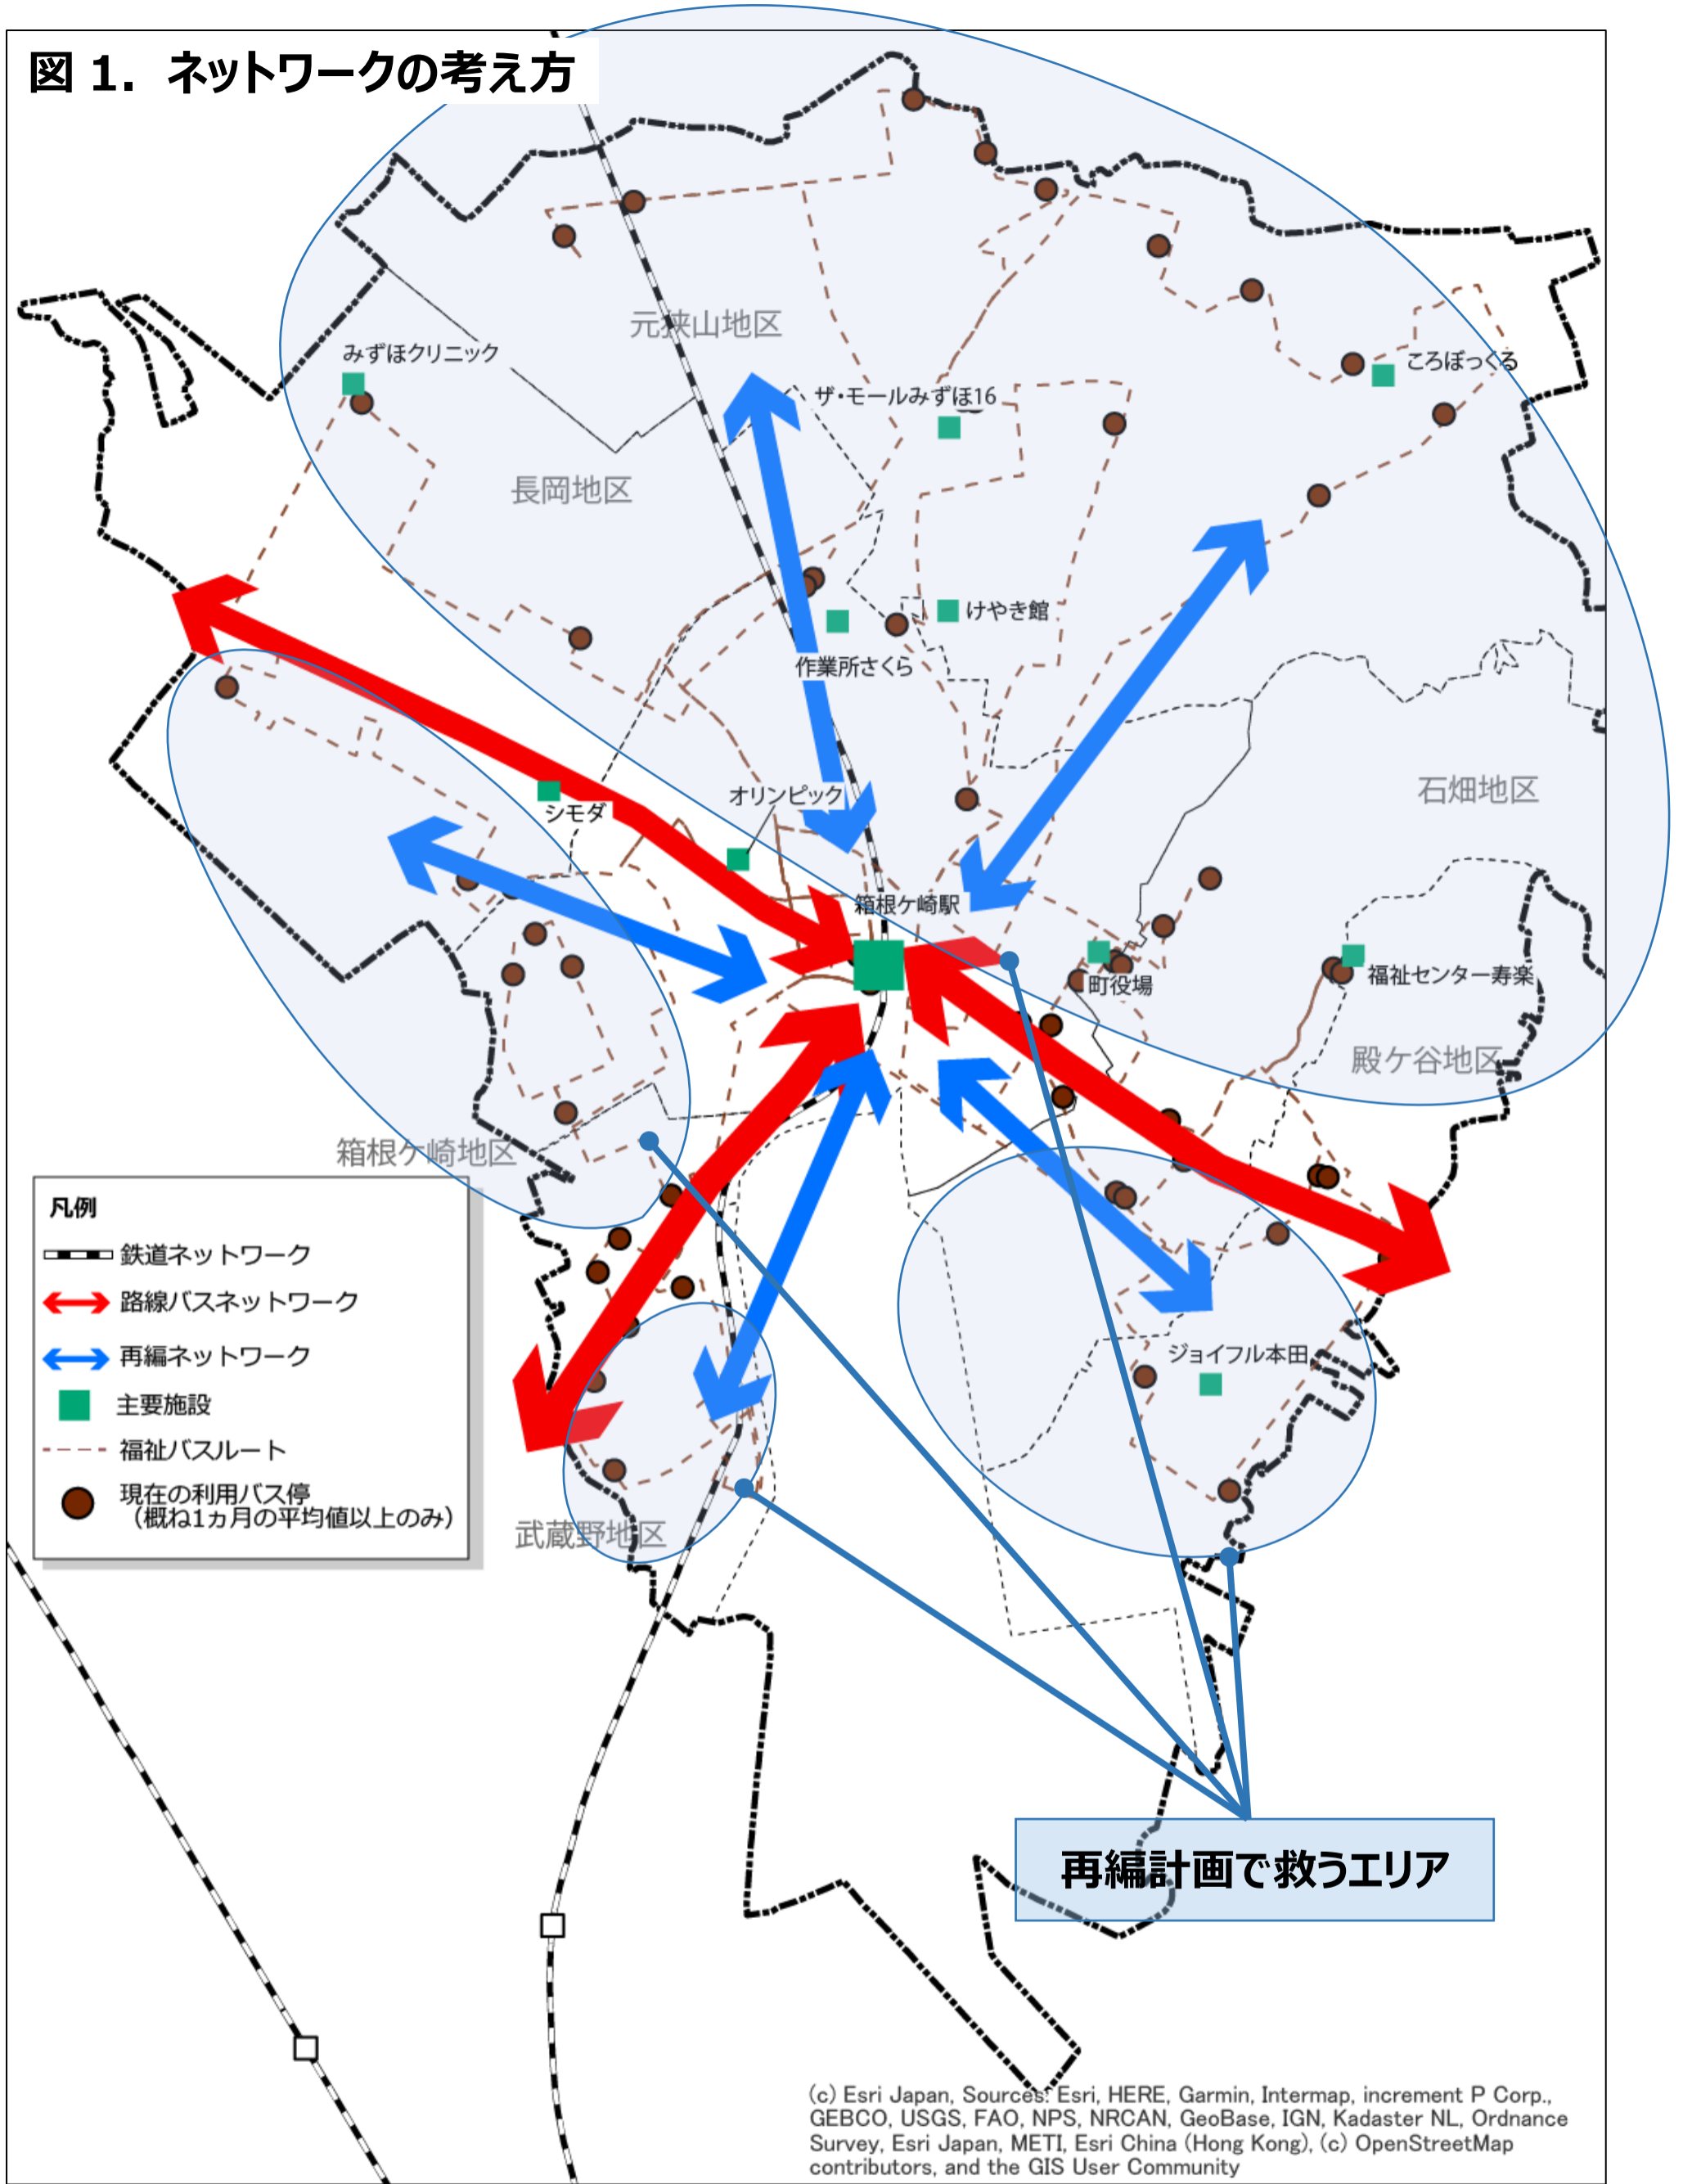 図 1. ネットワークの考え方
元狭山地区
みずほクリニック
ころぼっくる
ザ・モールみずほ16
長岡地区
けやき館
作業所さくら
石畑地区
オリンピック
シモダ
箱根ケ崎駅
福祉センター寿楽
町役場
殿ケ谷地区
箱根ケ崎地区
凡例
鉄道ネットワーク
路線バスネットワーク
再編ネットワーク
主要施設
福祉バスルート
現在の利用バス停
（概ね1ヵ月の平均値以上のみ）
ジョイフル本田
武蔵野地区
再編計画で救うエリア
(c) Esri Japan, Sources: Esri, HERE, Garmin, Intermap, increment P Corp.,
GEBCO, USGS, FAO, NPS, NRCAN, GeoBase, IGN, Kadaster NL, Ordnance
Survey, Esri Japan, METI, Esri China (Hong Kong), (c) OpenStreetMap
contributors, and the GIS User Community